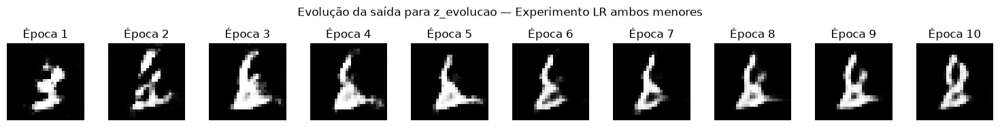 Evolução da saída para z_evolucao — Experimento LR ambos menores
Época 1 Época 2 Época 3 Época 4 Época 5 Época 6 Época 7 Época 8 Época 9 Época 10